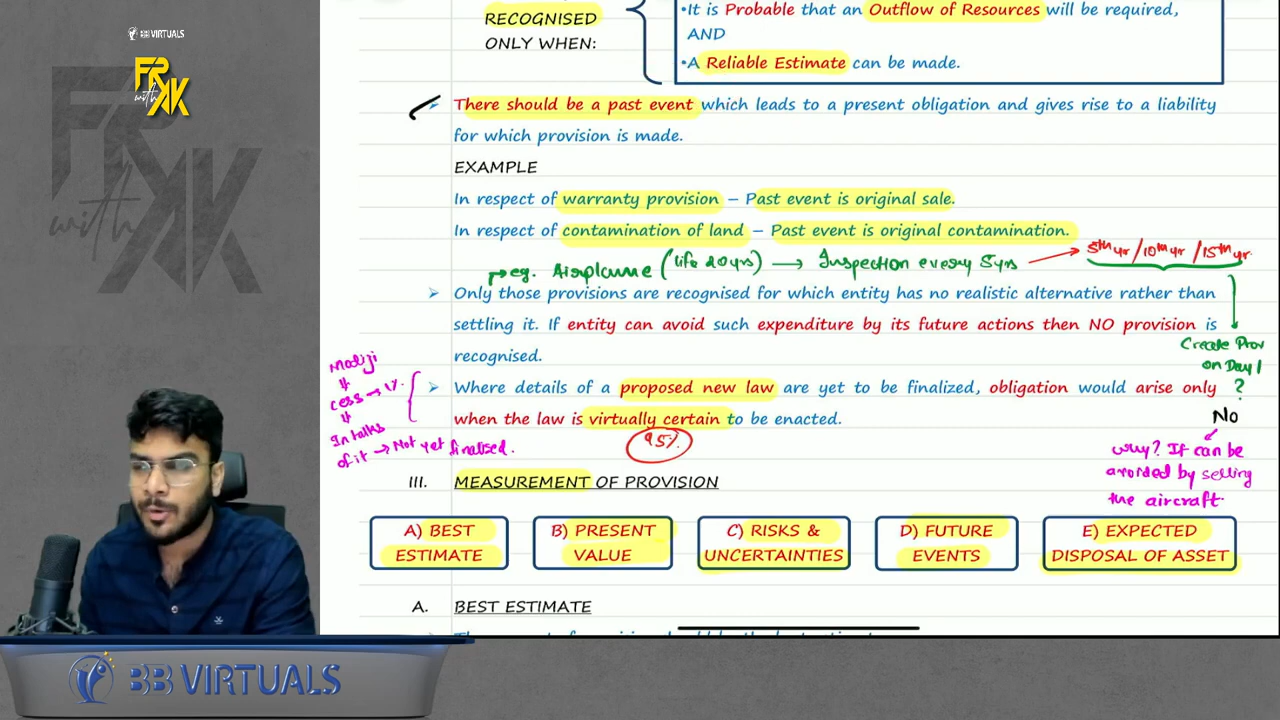 BB VIRTUALS
FR
with
AK
FR
with
AK
RECOGNISED
ONLY WHEN:
•It is Probable that an Outflow of Resources will be required,
AND
•A Reliable Estimate can be made.
There should be a past event which leads to a present obligation and gives rise to a liability
for which provision is made.
EXAMPLE
In respect of warranty provision – Past event is original sale.
In respect of contamination of land – Past event is original contamination.
eg. Airplane (life 20yrs) → Inspection every 5yrs → 5th yr / 10th yr / 15th yr.
Only those provisions are recognised for which entity has no realistic alternative rather than
settling it. If entity can avoid such expenditure by its future actions then NO provision is
recognised.
Create Prov
on Day 1
?
No
why? If can be
avoided by selling
the aircraft.
Modiji
cess → 1%.
In talks
of it → Not yet finalised.
Where details of a proposed new law are yet to be finalized, obligation would arise only
when the law is virtually certain to be enacted.
95%
III. MEASUREMENT OF PROVISION
A) BEST
ESTIMATE
B) PRESENT
VALUE
C) RISKS &
UNCERTAINTIES
D) FUTURE
EVENTS
E) EXPECTED
DISPOSAL OF ASSET
A. BEST ESTIMATE
BB VIRTUALS